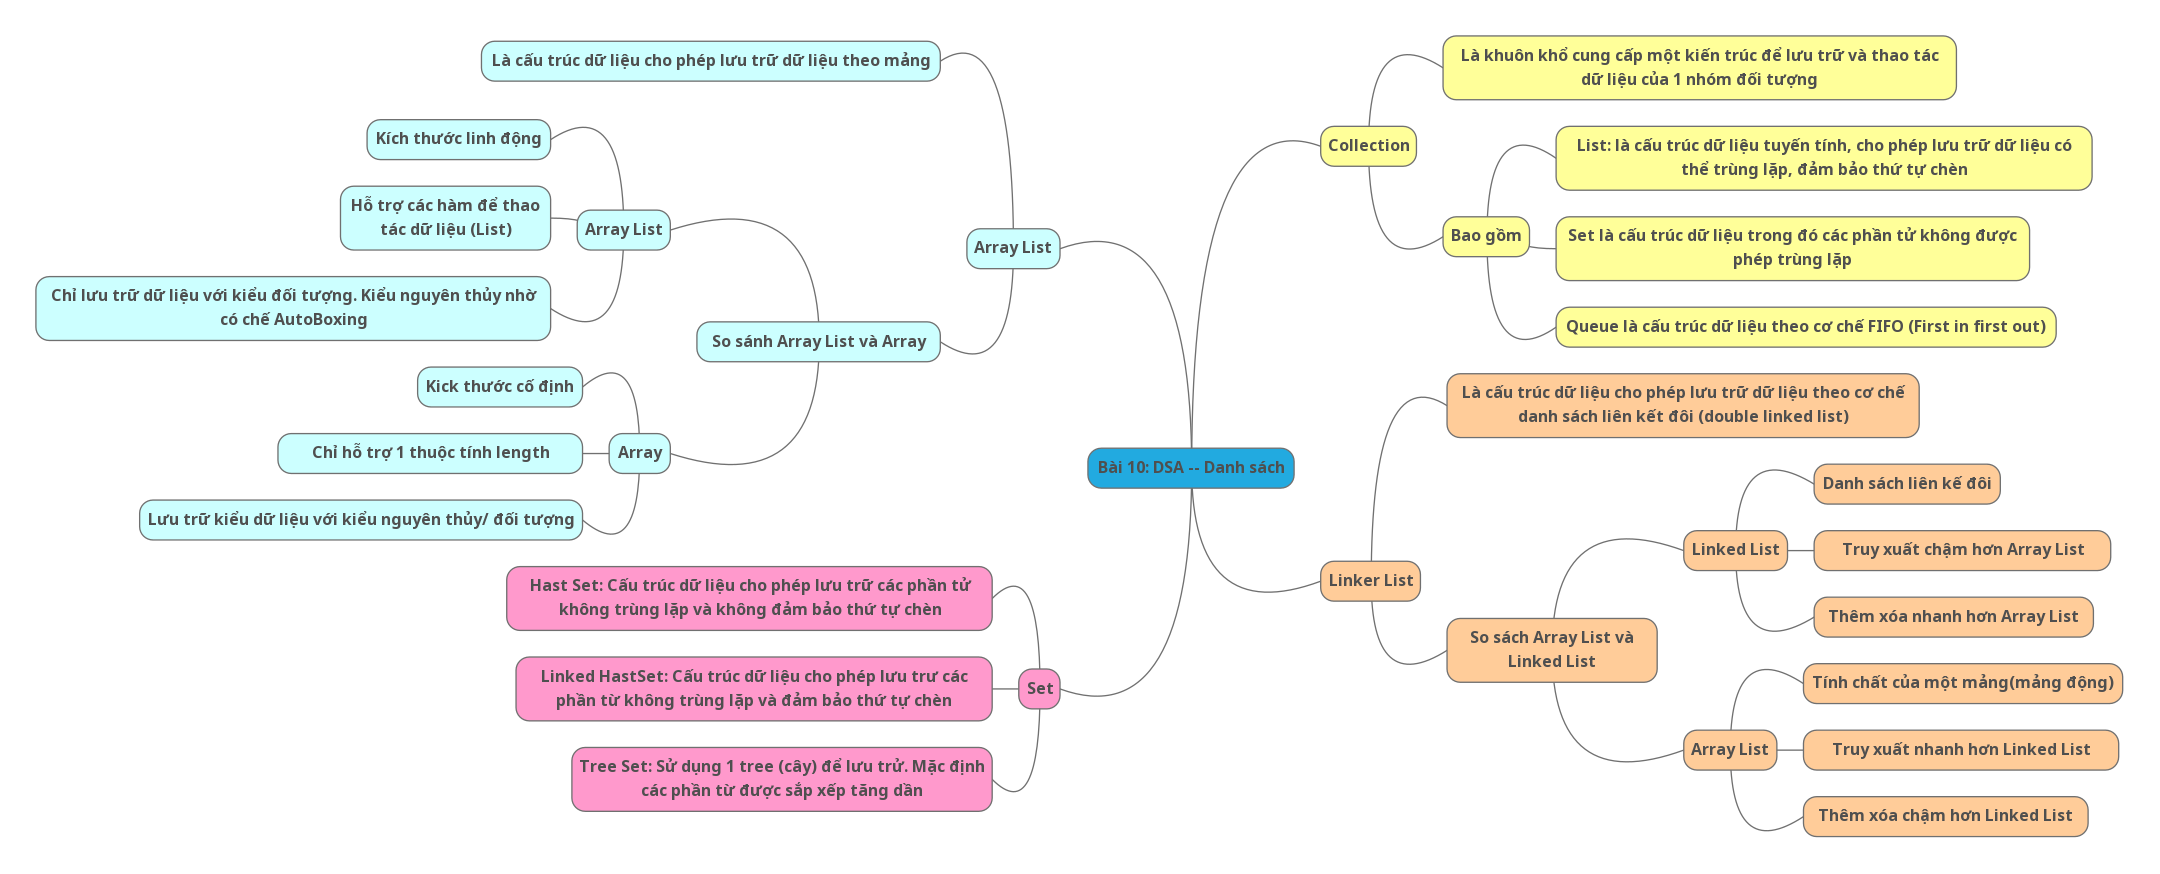 Bài 10: DSA -- Danh sách
Collection
Là khuôn khổ cung cấp một kiến trúc để lưu trữ và thao tác
dữ liệu của 1 nhóm đối tượng
Bao gồm
List: là cấu trúc dữ liệu tuyến tính, cho phép lưu trữ dữ liệu có
thể trùng lặp, đảm bảo thứ tự chèn
Set là cấu trúc dữ liệu trong đó các phần tử không được
phép trùng lặp
Queue là cấu trúc dữ liệu theo cơ chế FIFO (First in first out)
Linker List
Là cấu trúc dữ liệu cho phép lưu trữ dữ liệu theo cơ chế
danh sách liên kết đôi (double linked list)
So sách Array List và
Linked List
Linked List
Danh sách liên kế đôi
Truy xuất chậm hơn Array List
Thêm xóa nhanh hơn Array List
Array List
Tính chất của một mảng(mảng động)
Truy xuất nhanh hơn Linked List
Thêm xóa chậm hơn Linked List
Array List
Là cấu trúc dữ liệu cho phép lưu trữ dữ liệu theo mảng
So sánh Array List và Array
Array List
Kích thước linh động
Hỗ trợ các hàm để thao
tác dữ liệu (List)
Chỉ lưu trữ dữ liệu với kiểu đối tượng. Kiểu nguyên thủy nhờ
có chế AutoBoxing
Array
Kick thước cố định
Chỉ hỗ trợ 1 thuộc tính length
Lưu trữ kiểu dữ liệu với kiểu nguyên thủy/ đối tượng
Set
Hast Set: Cấu trúc dữ liệu cho phép lưu trữ các phần tử
không trùng lặp và không đảm bảo thứ tự chèn
Linked HastSet: Cấu trúc dữ liệu cho phép lưu trư các
phần từ không trùng lặp và đảm bảo thứ tự chèn
Tree Set: Sử dụng 1 tree (cây) để lưu trử. Mặc định
các phần từ được sắp xếp tăng dần